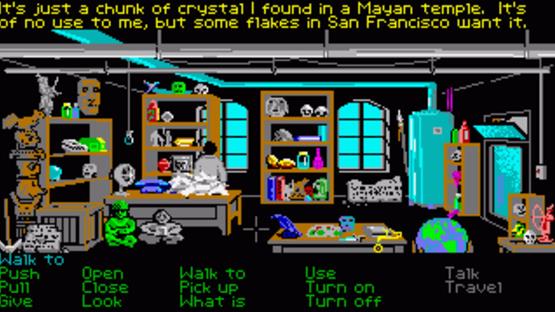 It's just a chunk of crystal I found in a Mayan temple. It's
of no use to me, but some flakes in San Francisco want it.
Walk to
Push Open Walk to Use Talk
Pull Close Pick up Turn on Travel
Give Look What is Turn off